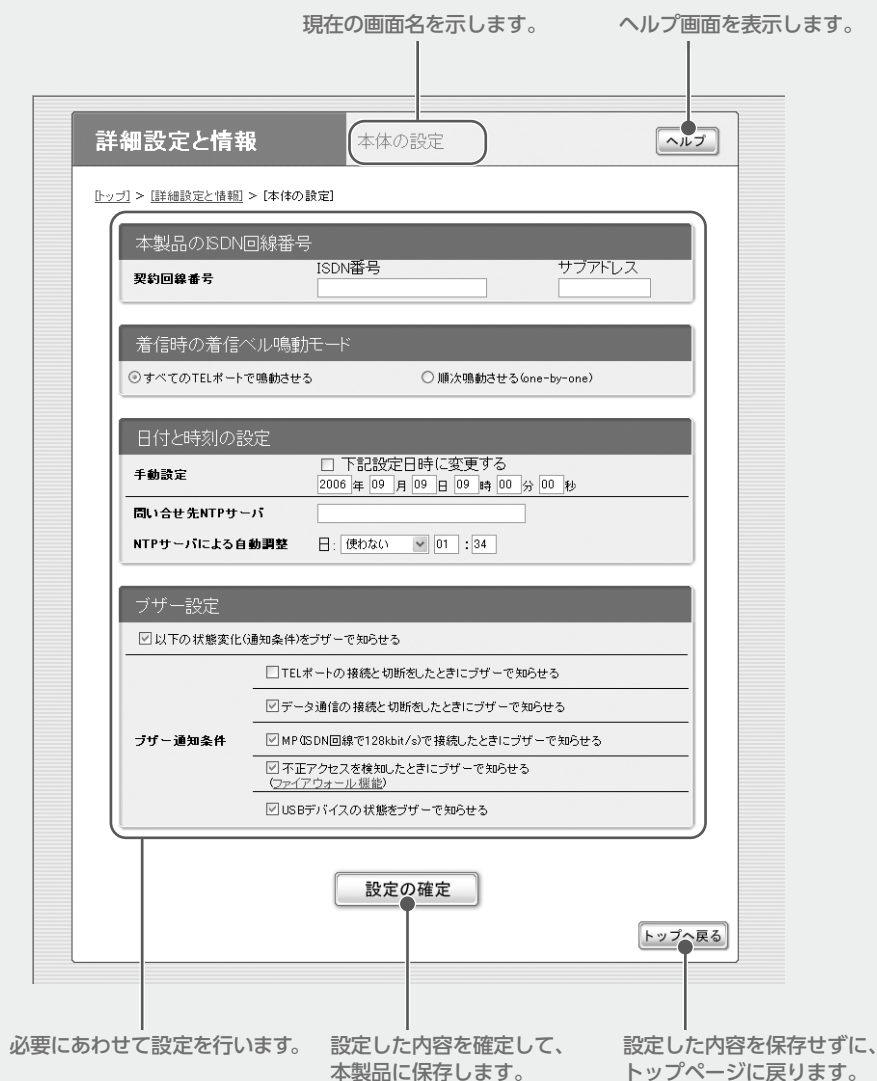 現在の画面名を示します。 ヘルプ画面を表示します。
詳細設定と情報 本体の設定 ヘルプ
[トップ] > [詳細設定と情報] > [本体の設定]
本製品のISDN回線番号
ISDN番号 サブアドレス
契約回線番号
着信時の着信ベル鳴動モード
すべてのTELポートで鳴動させる 順次鳴動させる(one-by-one)
日付と時刻の設定
下記設定日時に変更する
手動設定
2006 年 09 月 09 日 09 時 00 分 00 秒
問い合せ先NTPサーバ
NTPサーバによる自動調整 日: 使わない 01 : 34
ブザー設定
以下の状態変化(通知条件)をブザーで知らせる
TELポートの接続と切断をしたときにブザーで知らせる
データ通信の接続と切断をしたときにブザーで知らせる
ブザー通知条件 MP(ISDN回線で128kbit/s)で接続したときにブザーで知らせる
不正アクセスを検知したときにブザーで知らせる
(ファイアウォール機能)
USBデバイスの状態をブザーで知らせる
設定の確定
トップへ戻る
必要にあわせて設定を行います。 設定した内容を確定して、 設定した内容を保存せずに、
本製品に保存します。 トップページに戻ります。